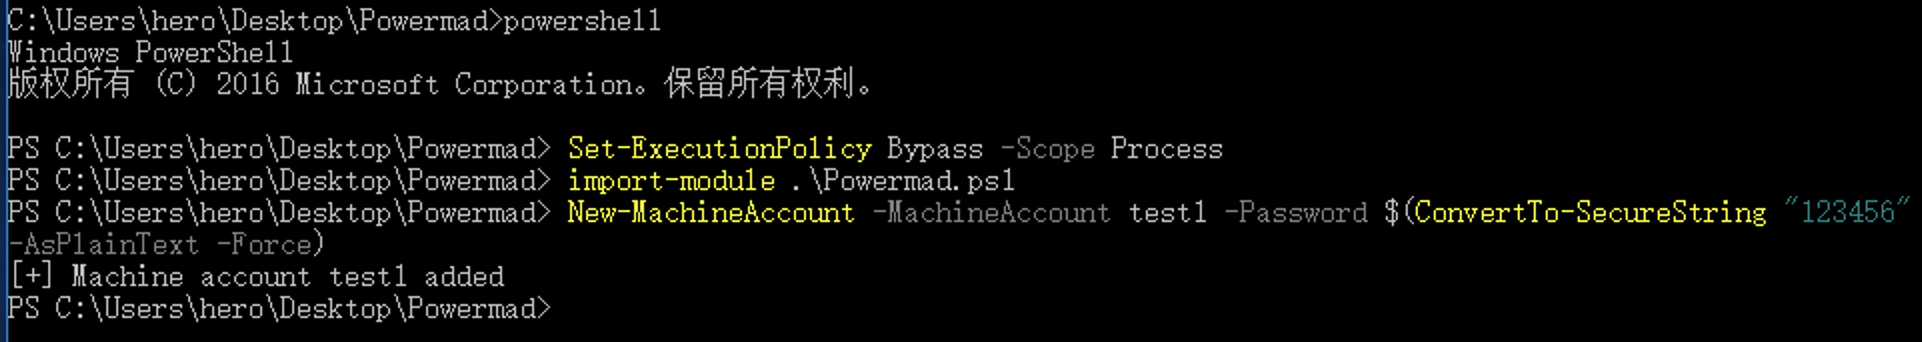 C:\Users\hero\Desktop\Powermad>powershell
Windows PowerShell
版权所有 (C) 2016 Microsoft Corporation。保留所有权利。
PS C:\Users\hero\Desktop\Powermad> Set-ExecutionPolicy Bypass -Scope Process
PS C:\Users\hero\Desktop\Powermad> import-module .\Powermad.ps1
PS C:\Users\hero\Desktop\Powermad> New-MachineAccount -MachineAccount test1 -Password $(ConvertTo-SecureString "123456"
-AsPlainText -Force)
[+] Machine account test1 added
PS C:\Users\hero\Desktop\Powermad>